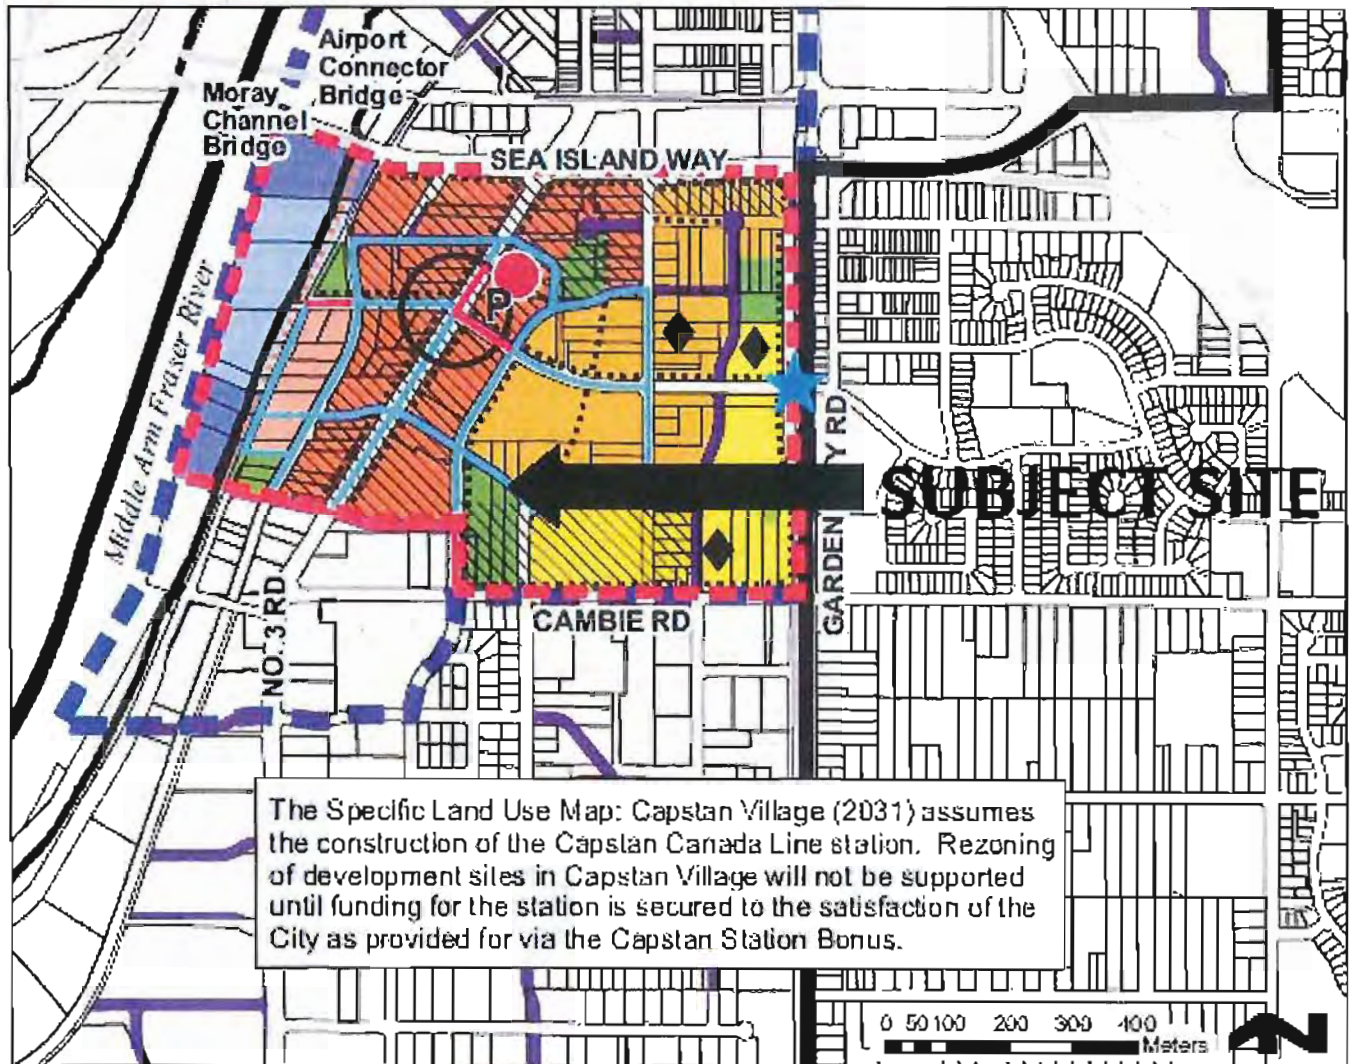 Airport
Connector
Bridge
Moray
Channel
Bridge
SEA ISLAND WAY
P
Middle Arm Fraser River
SUBJECT SITE
NO. 3 RD
CAMBIE RD
GARDEN Y RD
The Specific Land Use Map: Capstan Village (2031) assumes
the construction of the Capstan Canada Line station. Rezoning
of development sites in Capstan Village will not be supported
until funding for the station is secured to the satisfaction of the
City as provided for via the Capstan Station Bonus.
0 50 100 200 300 400
Meters